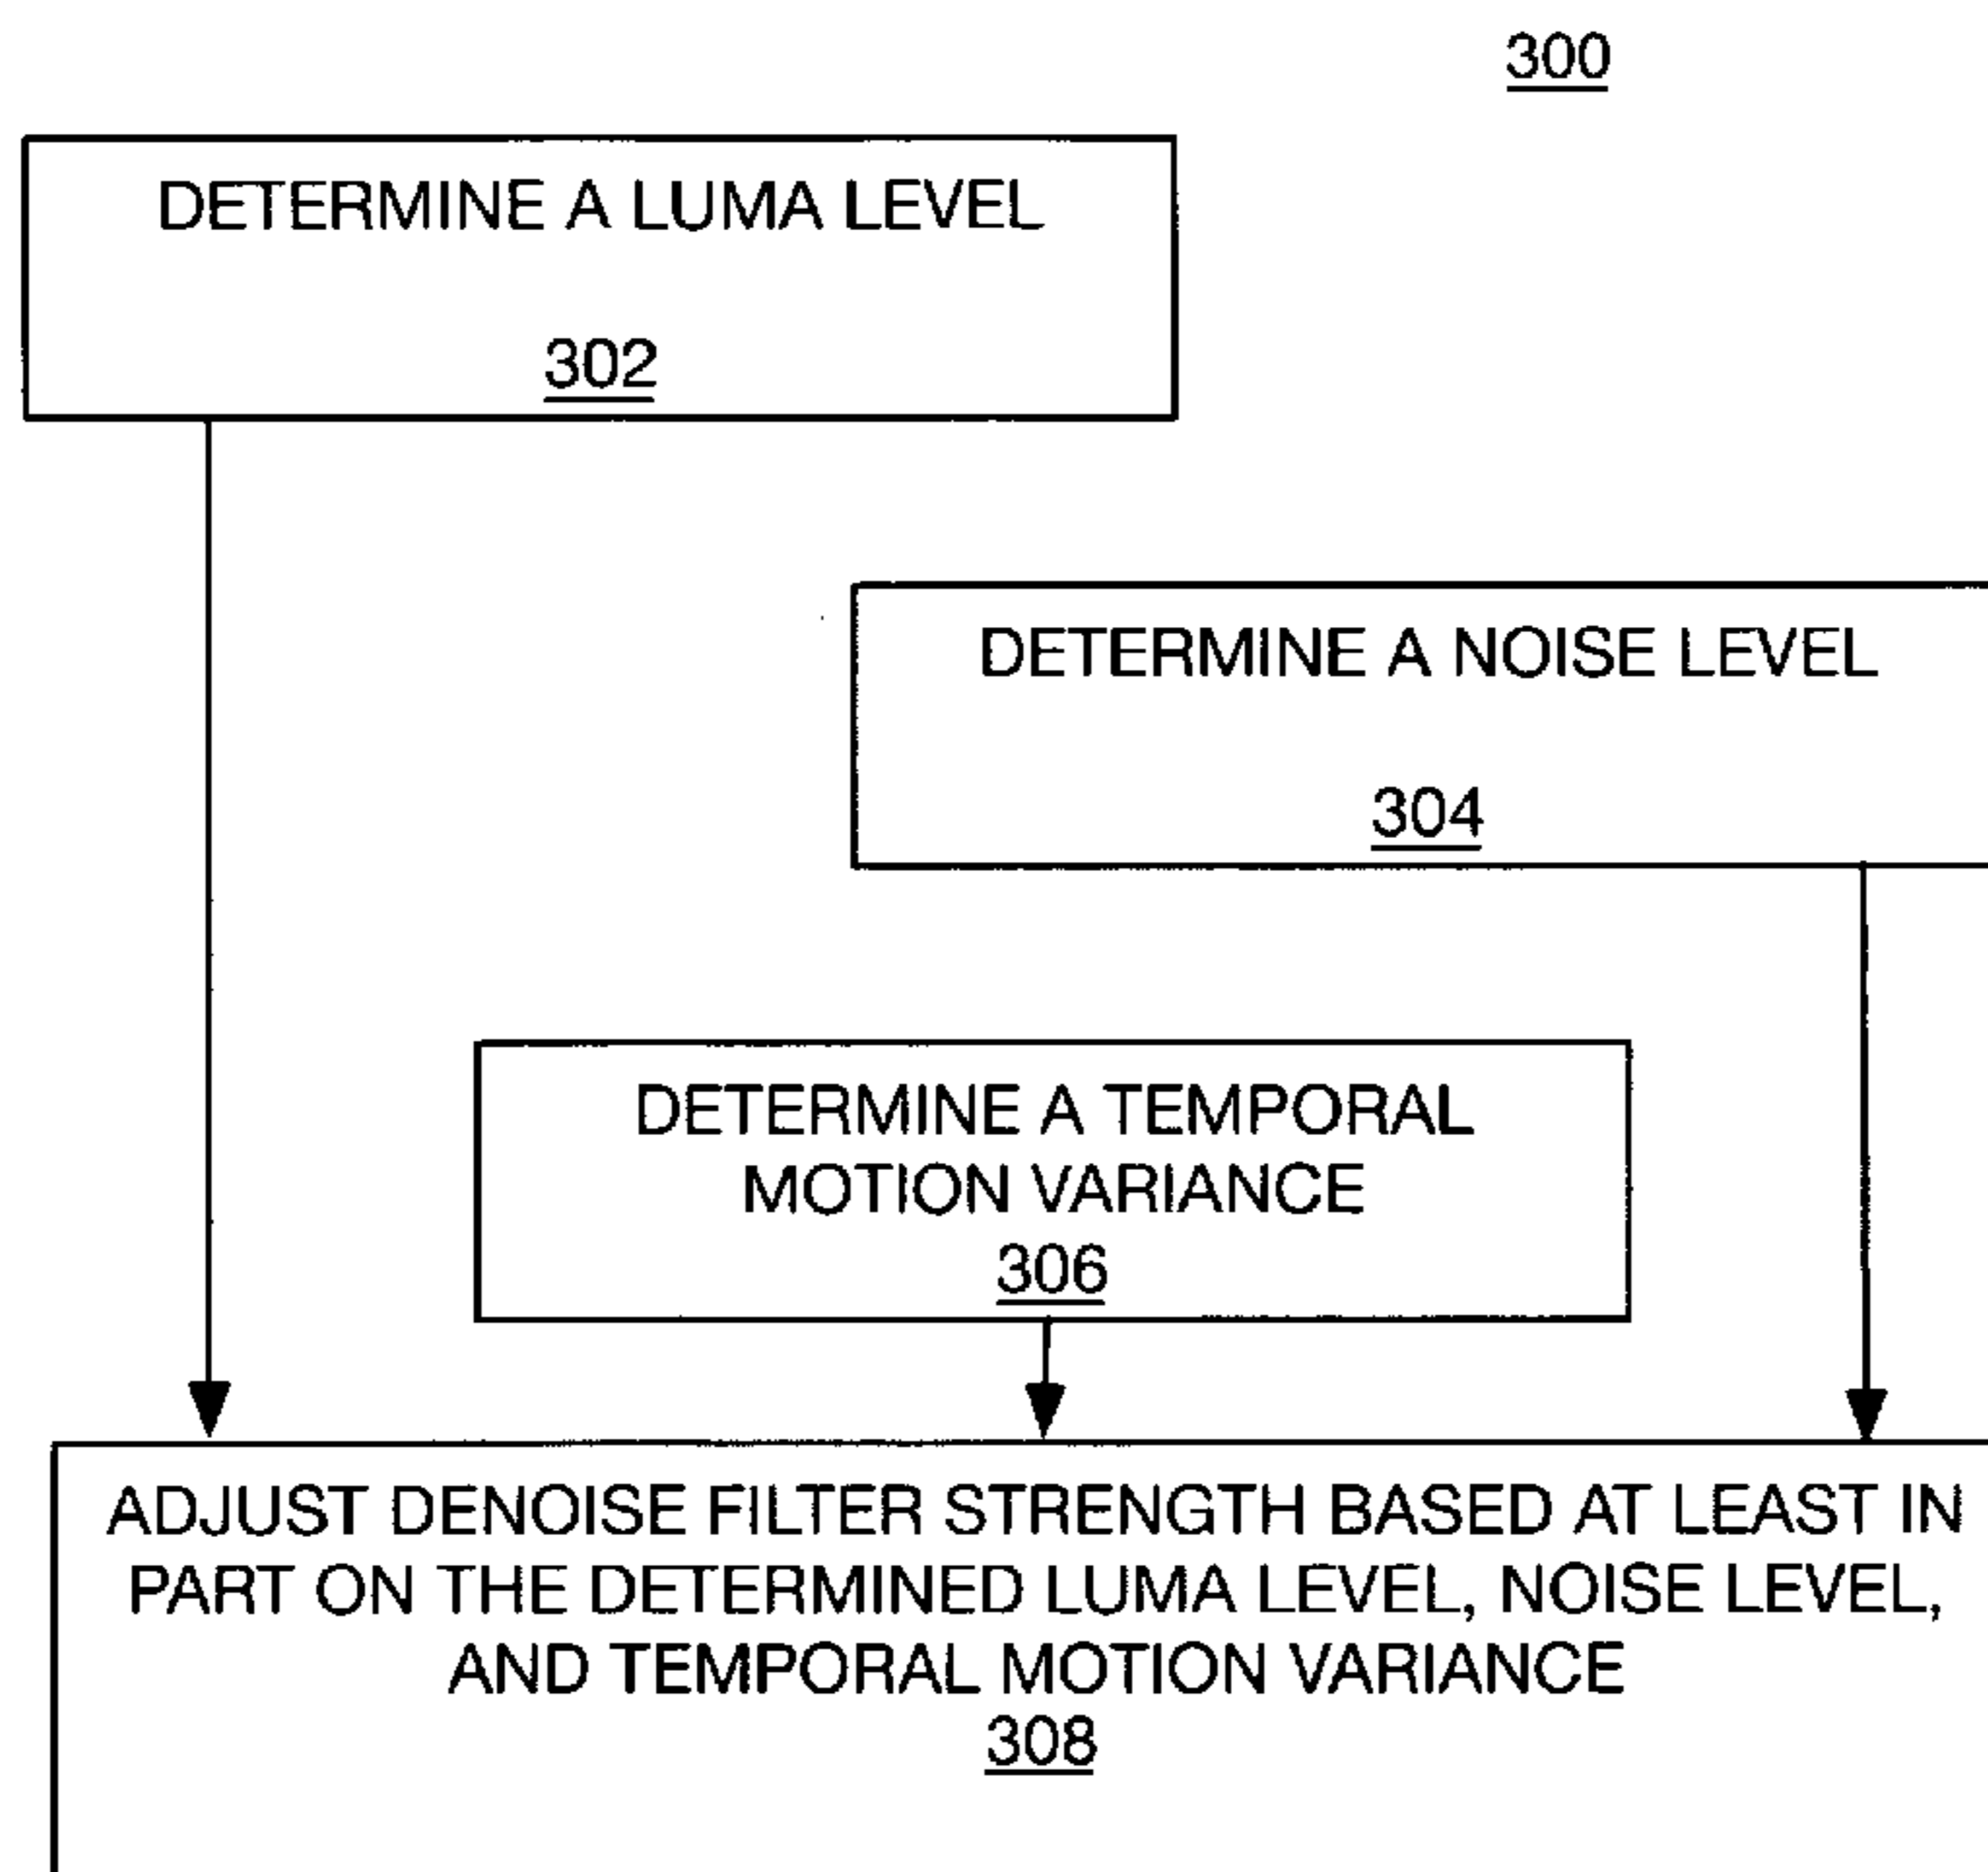 300
DETERMINE A LUMA LEVEL
302
DETERMINE A NOISE LEVEL
304
DETERMINE A TEMPORAL
MOTION VARIANCE
306
ADJUST DENOISE FILTER STRENGTH BASED AT LEAST IN
PART ON THE DETERMINED LUMA LEVEL, NOISE LEVEL,
AND TEMPORAL MOTION VARIANCE
308